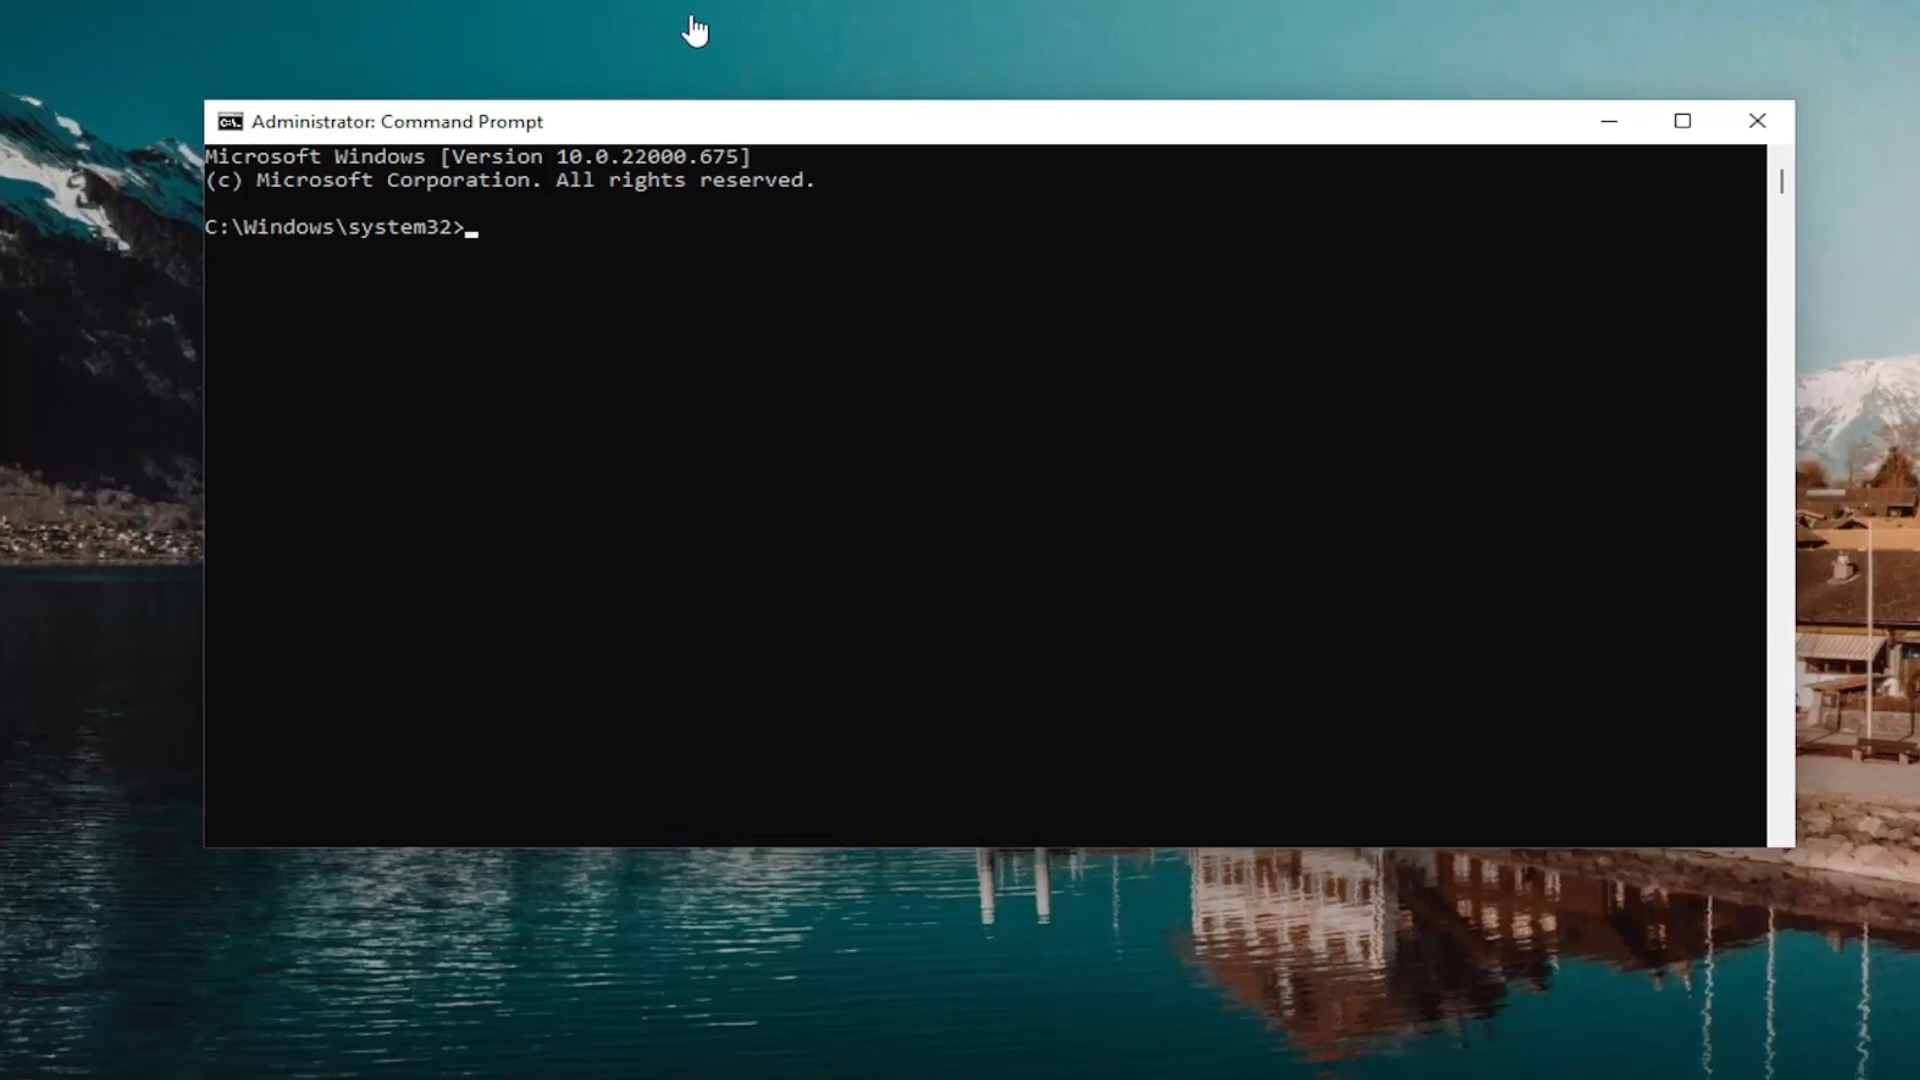 Administrator: Command Prompt
Microsoft Windows [Version 10.0.22000.675]
(c) Microsoft Corporation. All rights reserved.
C:\Windows\system32>